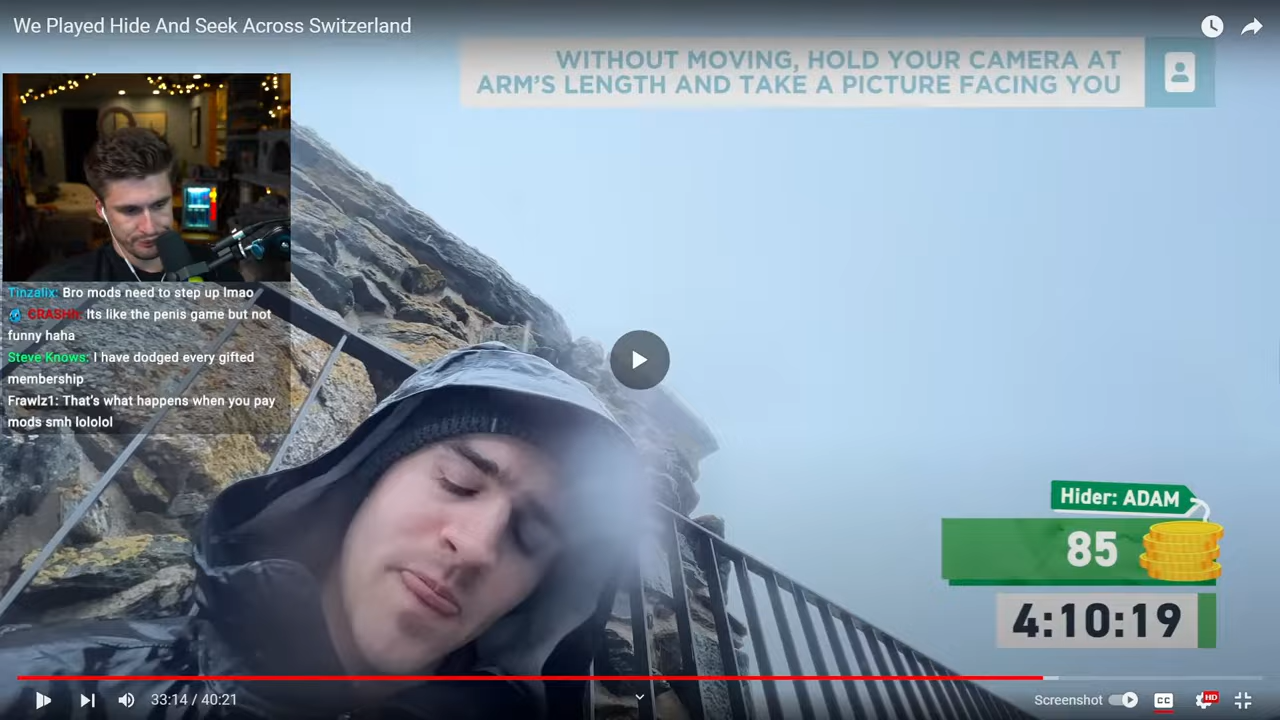 We Played Hide And Seek Across Switzerland
WITHOUT MOVING, HOLD YOUR CAMERA AT
ARM'S LENGTH AND TAKE A PICTURE FACING YOU
Tinzalix: Bro mods need to step up lmao
CRASHlr: Its like the penis game but not
funny haha
Steve Knows: I have dodged every gifted
membership
Frawlz1: That's what happens when you pay
mods smh lololol
Hider: ADAM
85
4:10:19
33:14 / 40:21
Screenshot
CC
HD